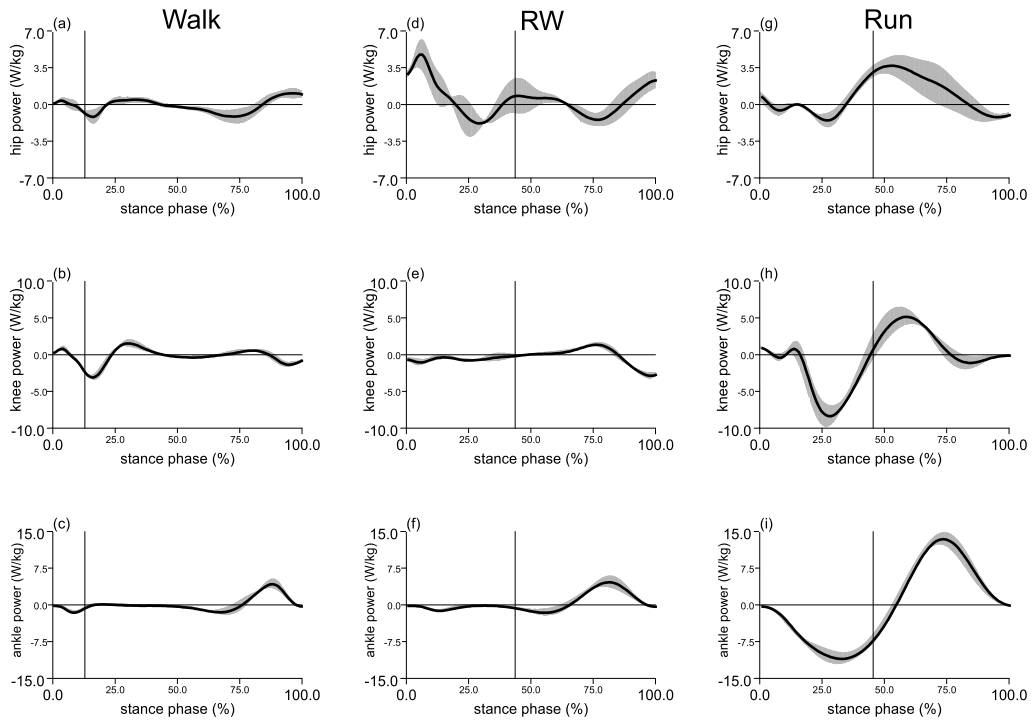 Walk
RW
Run
(a)
(d)
(g)
7.0
3.5
0.0
-3.5
-7.0
hip power (W/kg)
0.0 25.0 50.0 75.0 100.0
stance phase (%)
7.0
3.5
0.0
-3.5
-7.0
hip power (W/kg)
0.0 25.0 50.0 75.0 100.0
stance phase (%)
7.0
3.5
0.0
-3.5
-7.0
hip power (W/kg)
0.0 25.0 50.0 75.0 100.0
stance phase (%)
(b)
(e)
(h)
10.0
5.0
0.0
-5.0
-10.0
knee power (W/kg)
0.0 25.0 50.0 75.0 100.0
stance phase (%)
10.0
5.0
0.0
-5.0
-10.0
knee power (W/kg)
0.0 25.0 50.0 75.0 100.0
stance phase (%)
10.0
5.0
0.0
-5.0
-10.0
knee power (W/kg)
0.0 25.0 50.0 75.0 100.0
stance phase (%)
(c)
(f)
(i)
15.0
7.5
0.0
-7.5
-15.0
ankle power (W/kg)
0.0 25.0 50.0 75.0 100.0
stance phase (%)
15.0
7.5
0.0
-7.5
-15.0
ankle power (W/kg)
0.0 25.0 50.0 75.0 100.0
stance phase (%)
15.0
7.5
0.0
-7.5
-15.0
ankle power (W/kg)
0.0 25.0 50.0 75.0 100.0
stance phase (%)